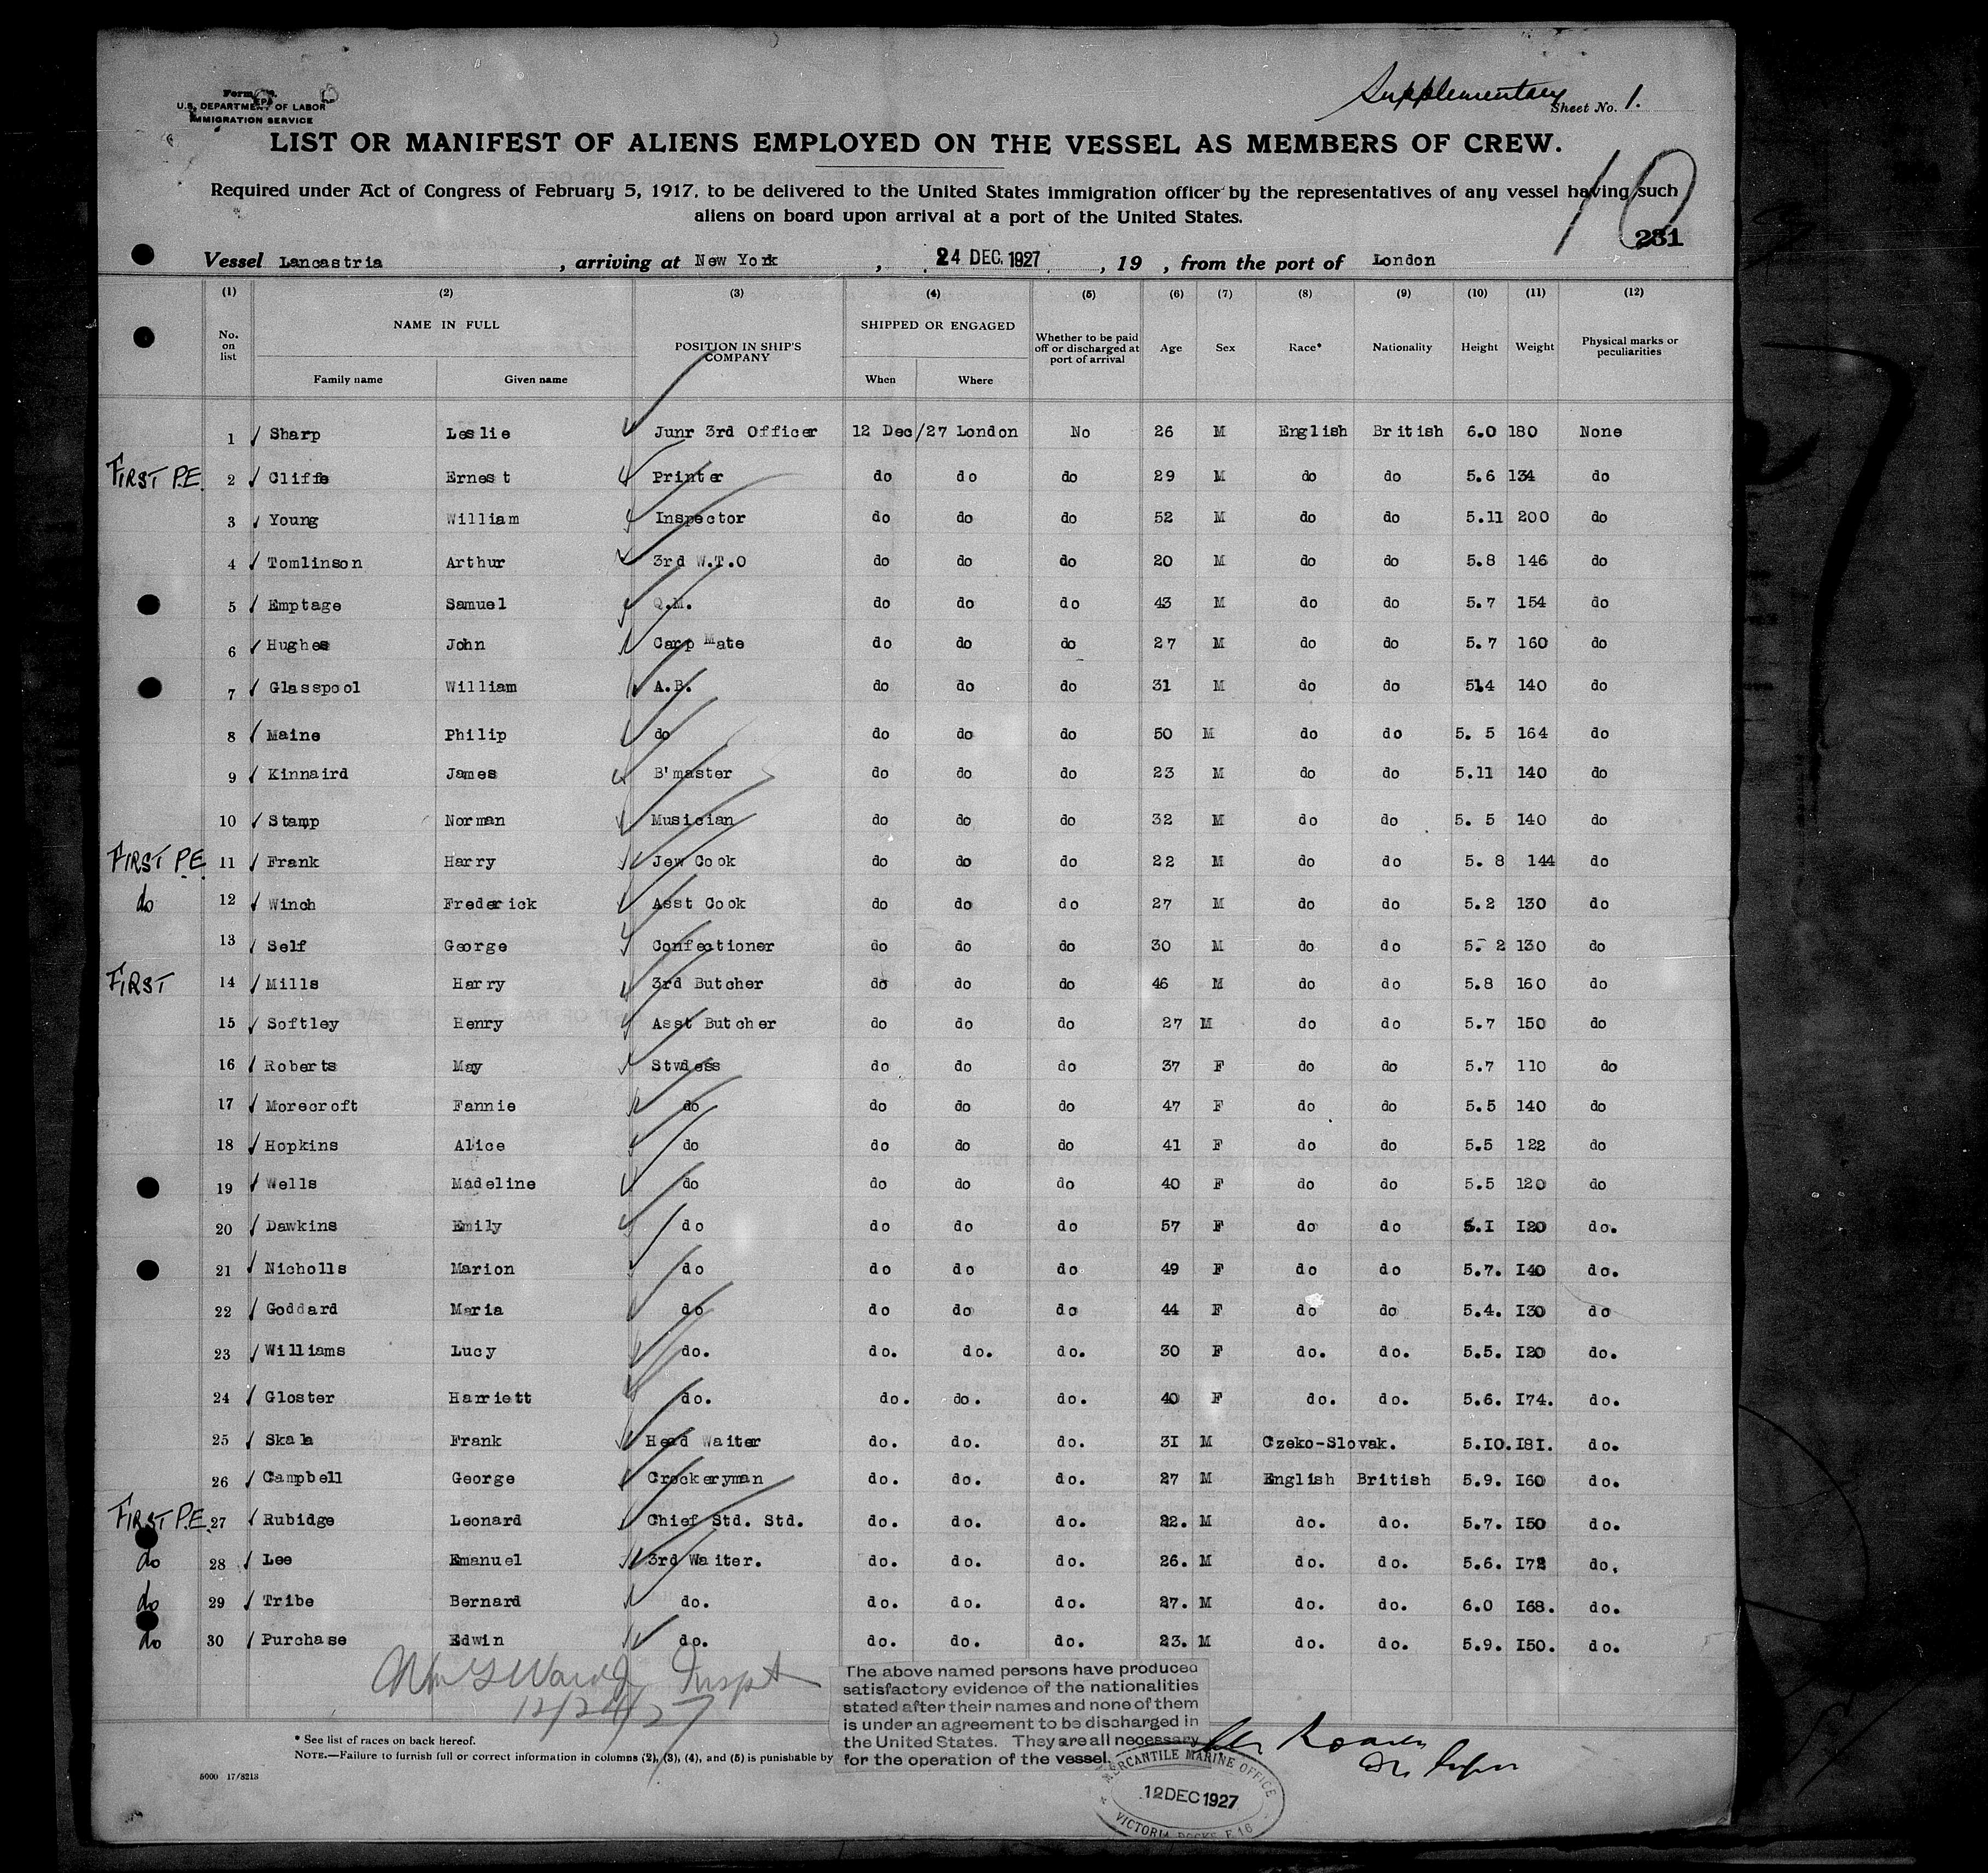 Supplementary
Sheet No. 1.
Form
U.S. DEPARTMENT OF LABOR
IMMIGRATION SERVICE
LIST OR MANIFEST OF ALIENS EMPLOYED ON THE VESSEL AS MEMBERS OF CREW.
Required under Act of Congress of February 5, 1917, to be delivered to the United States immigration officer by the representatives of any vessel having such
aliens on board upon arrival at a port of the United States.
10
231
Vessel Lancastria, arriving at New York, 24 DEC. 1927, 19 , from the port of London
(1) (2) (3) (4) (5) (6) (7) (8) (9) (10) (11) (12)
No. on list NAME IN FULL POSITION IN SHIP'S COMPANY SHIPPED OR ENGAGED Whether to be paid off or discharged at port of arrival Age Sex Race* Nationality Height Weight Physical marks or peculiarities
Family name Given name When Where
1 Sharp Leslie Junr 3rd Officer 12 Dec/27 London No 26 M English British 6.0 180 None
FIRST P.E. 2 Cliffe Ernest Printer do do do 29 M do do 5.6 134 do
3 Young William Inspector do do do 52 M do do 5.11 200 do
4 Tomlinson Arthur 3rd W.T.O do do do 20 M do do 5.8 146 do
5 Emptage Samuel Q.M. do do do 43 M do do 5.7 154 do
6 Hughes John Carp Mate do do do 27 M do do 5.7 160 do
7 Glasspool William A.B. do do do 31 M do do 514 140 do
8 Maine Philip do do do do 50 M do do 5. 5 164 do
9 Kinnaird James B'master do do do 23 M do do 5.11 140 do
10 Stamp Norman Musician do do do 32 M do do 5. 5 140 do
FIRST P.E. 11 Frank Harry Jew Cook do do do 22 M do do 5. 8 144 do
do 12 Winch Frederick Asst Cook do do do 27 M do do 5.2 130 do
13 Self George Confectioner do do do 30 M do do 5. 2 130 do
FIRST 14 Mills Harry 3rd Butcher do do do 46 M do do 5.8 160 do
15 Softley Henry Asst Butcher do do do 27 M do do 5.7 150 do
16 Roberts May Stwdess do do do 37 F do do 5.7 110 do
17 Morecroft Fannie do do do do 47 F do do 5.5 140 do
18 Hopkins Alice do do do do 41 F do do 5.5 122 do
19 Wells Madeline do do do do 40 F do do 5.5 120 do
20 Dawkins Emily do do do do 57 F do do 5.I I20 do.
21 Nicholls Marion do do do do 49 F do do 5.7. I40 do.
22 Goddard Maria do do do do 44 F do do 5.4. I30 do
23 Williams Lucy do. do. do. do. 30 F do. do. 5.5. I20 do.
24 Gloster Harriett do. do. do. do. 40 F do. do. 5.6. I74. do.
25 Skala Frank Head Waiter do. do. do. 3I M Czeko-Slovak. 5.I0. I8I. do.
26 Campbell George Crockeryman do. do. do. 27 M English British 5.9. I60 do.
FIRST P.E. 27 Rubidge Leonard Chief Std. Std. do. do. do. 22. M do. do. 5.7. I50 do.
do 28 Lee Emanuel 3rd Waiter. do. do. do. 26. M do. do. 5.6. I72 do.
do 29 Tribe Bernard do. do. do. do. 27. M do. do. 6.0 I68. do.
do 30 Purchase Edwin do. do. do. do. 23. M do. do. 5.9. I50. do.
Ward Inspt
12/24/27
The above named persons have produced
satisfactory evidence of the nationalities
stated after their names and none of them
is under an agreement to be discharged in
the United States. They are all necessary
for the operation of the vessel.
* See list of races on back hereof.
NOTE.—Failure to furnish full or correct information in columns (2), (3), (4), and (5) is punishable by
5000 17/8213
MERCANTILE MARINE OFFICE
12 DEC 1927
VICTORIA DOCKS E 16